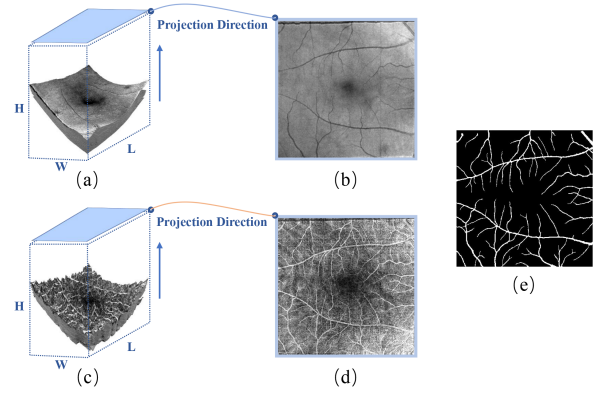 Projection Direction
H
L
W
(a)
(b)
Projection Direction
H
L
W
(c)
(d)
(e)